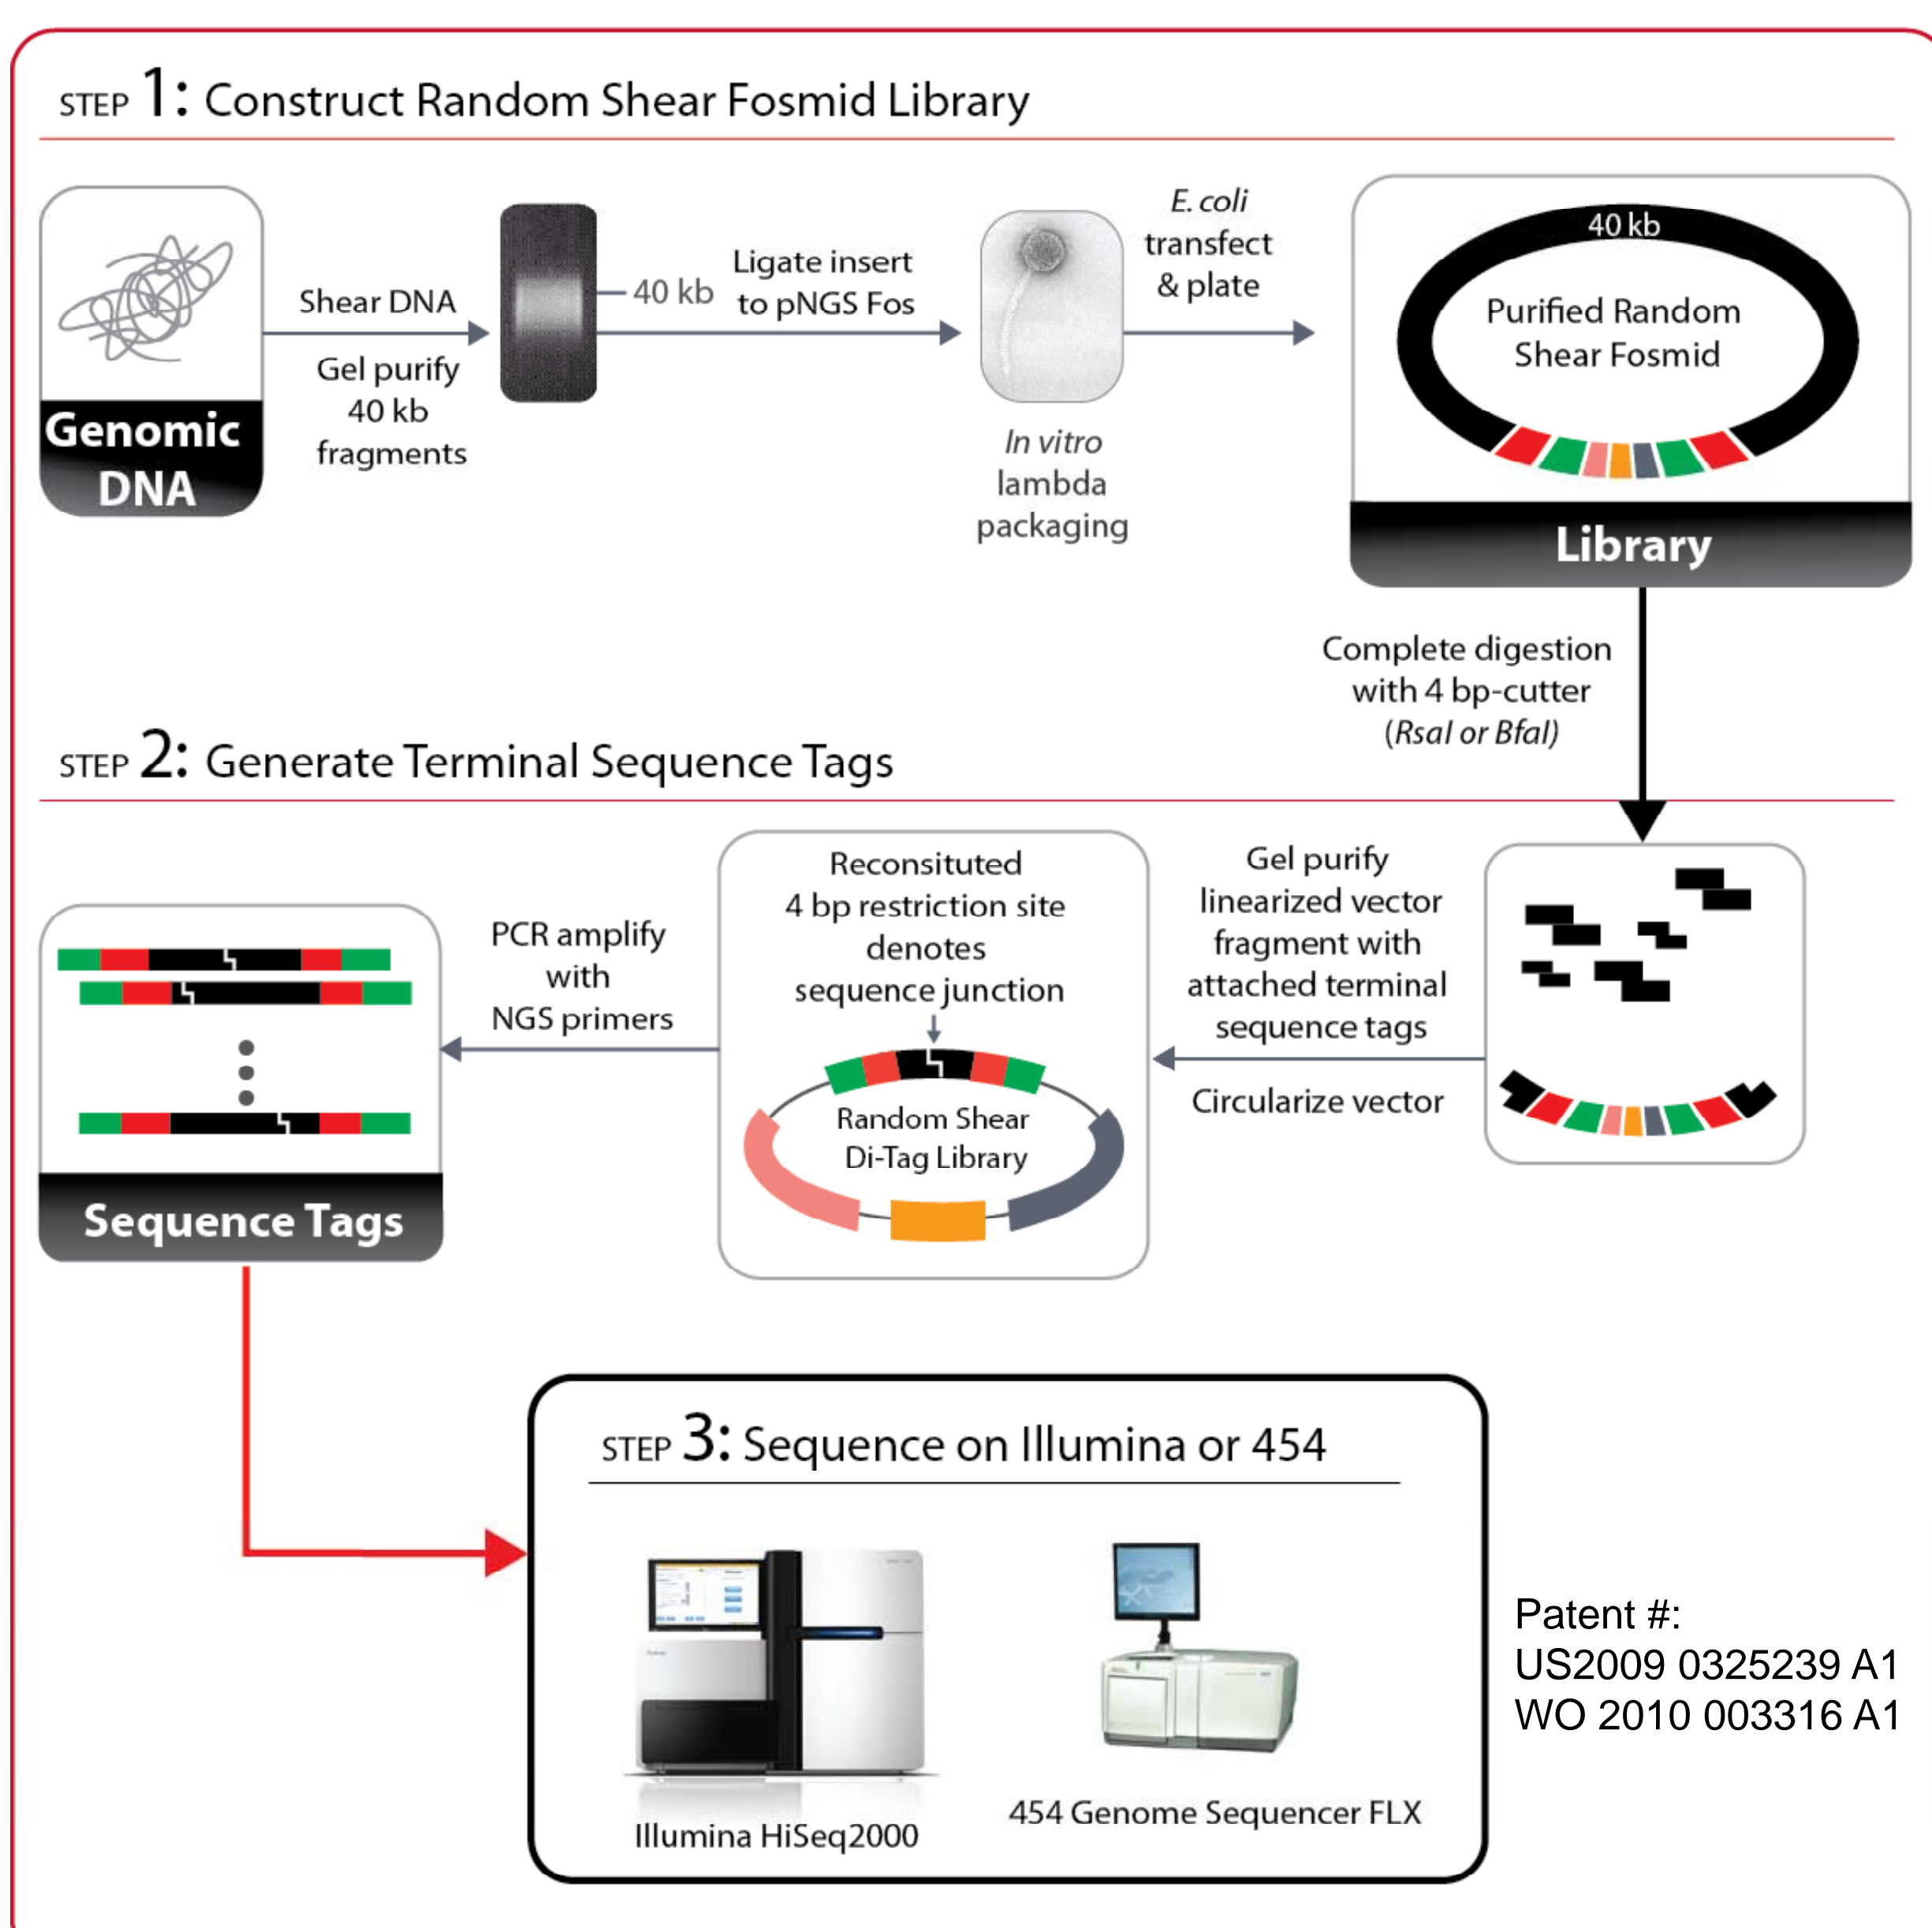 STEP 1: Construct Random Shear Fosmid Library
Genomic
DNA
Shear DNA
Gel purify
40 kb
fragments
40 kb
Ligate insert
to pNGS Fos
In vitro
lambda
packaging
E. coli
transfect
& plate
40 kb
Purified Random
Shear Fosmid
Library
Complete digestion
with 4 bp-cutter
(RsaI or BfaI)
STEP 2: Generate Terminal Sequence Tags
Gel purify
linearized vector
fragment with
attached terminal
sequence tags
Circularize vector
Reconsituted
4 bp restriction site
denotes
sequence junction
Random Shear
Di-Tag Library
PCR amplify
with
NGS primers
Sequence Tags
STEP 3: Sequence on Illumina or 454
Illumina HiSeq2000
454 Genome Sequencer FLX
Patent #:
US2009 0325239 A1
WO 2010 003316 A1